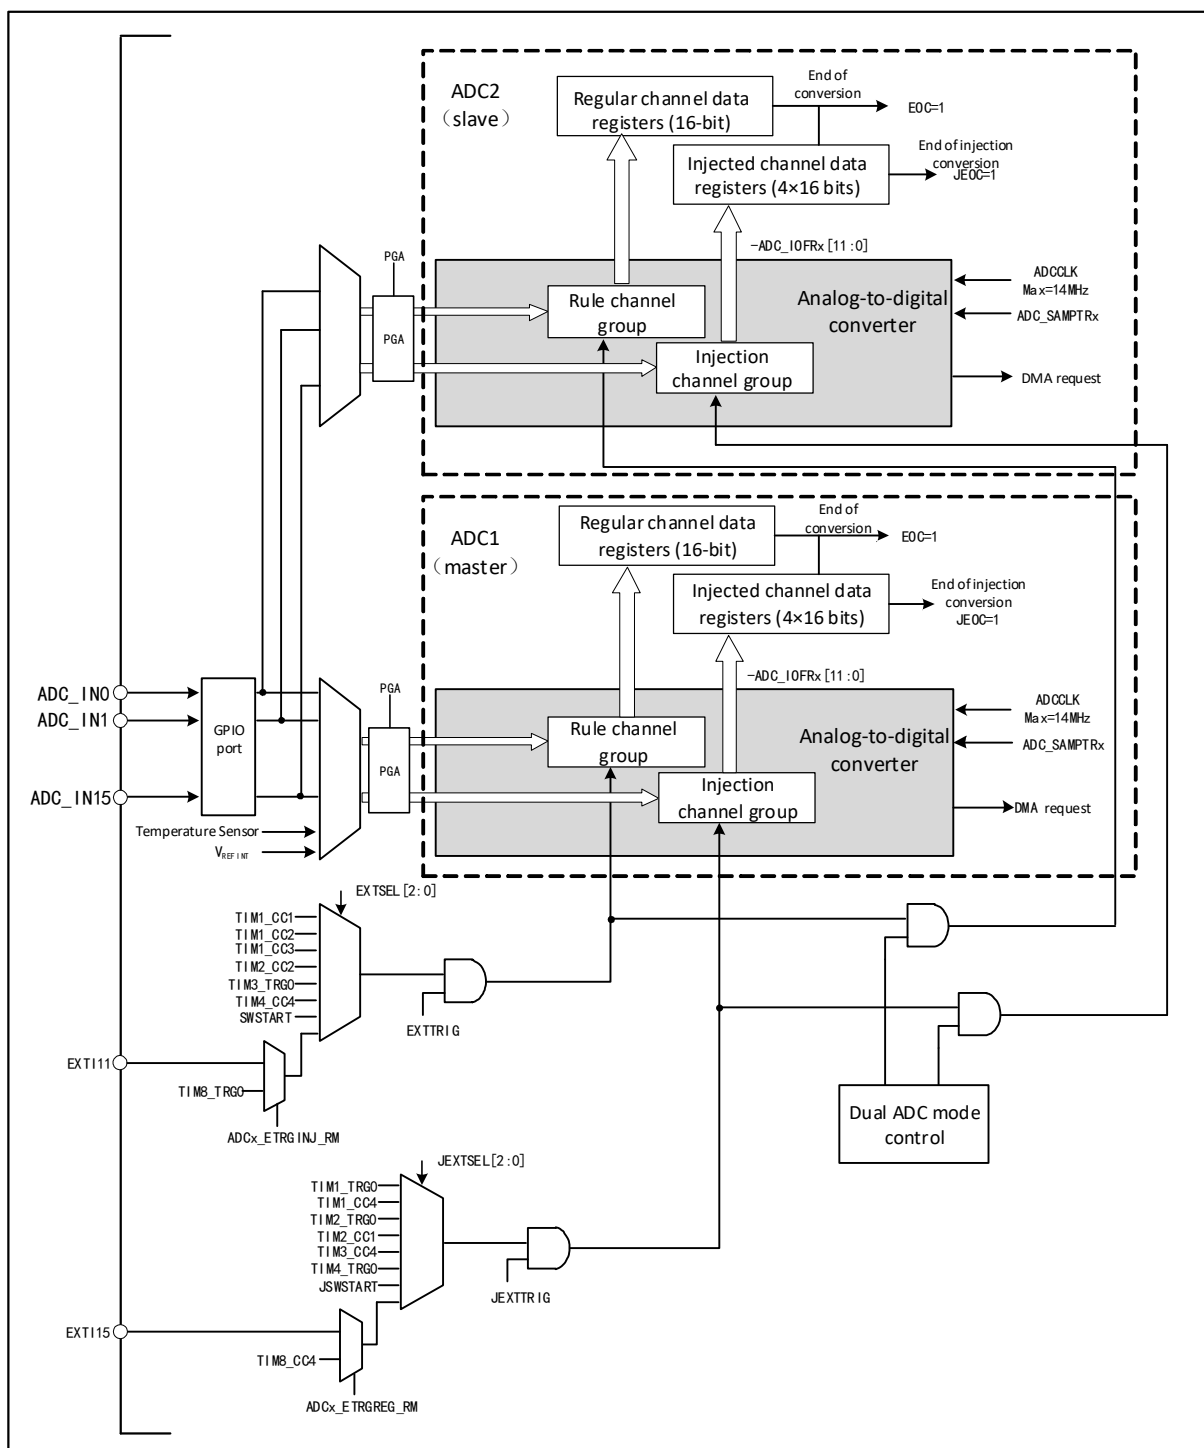 ADC2
（slave）
Regular channel data
registers (16-bit)
End of
conversion
EOC=1
Injected channel data
registers (4×16 bits)
End of injection
conversion
JEOC=1
-ADC_IOFRx[11:0]
PGA
PGA
Rule channel
group
Injection
channel group
Analog-to-digital
converter
ADCCLK
Max=14MHz
ADC_SAMPTRx
DMA request
ADC1
（master）
Regular channel data
registers (16-bit)
End of
conversion
EOC=1
Injected channel data
registers (4×16 bits)
End of injection
conversion
JEOC=1
-ADC_IOFRx[11:0]
ADC_IN0
ADC_IN1
ADC_IN15
GPIO
port
Temperature Sensor
VREFINT
PGA
PGA
Rule channel
group
Injection
channel group
Analog-to-digital
converter
ADCCLK
Max=14MHz
ADC_SAMPTRx
DMA request
EXTSEL[2:0]
TIM1_CC1
TIM1_CC2
TIM1_CC3
TIM2_CC2
TIM3_TRGO
TIM4_CC4
SWSTART
EXTTRIG
EXTI11
TIM8_TRGO
ADCx_ETRGINJ_RM
Dual ADC mode
control
JEXTSEL[2:0]
TIM1_TRGO
TIM1_CC4
TIM2_TRGO
TIM2_CC1
TIM3_CC4
TIM4_TRGO
JSWSTART
JEXTTRIG
EXTI15
TIM8_CC4
ADCx_ETRGREG_RM